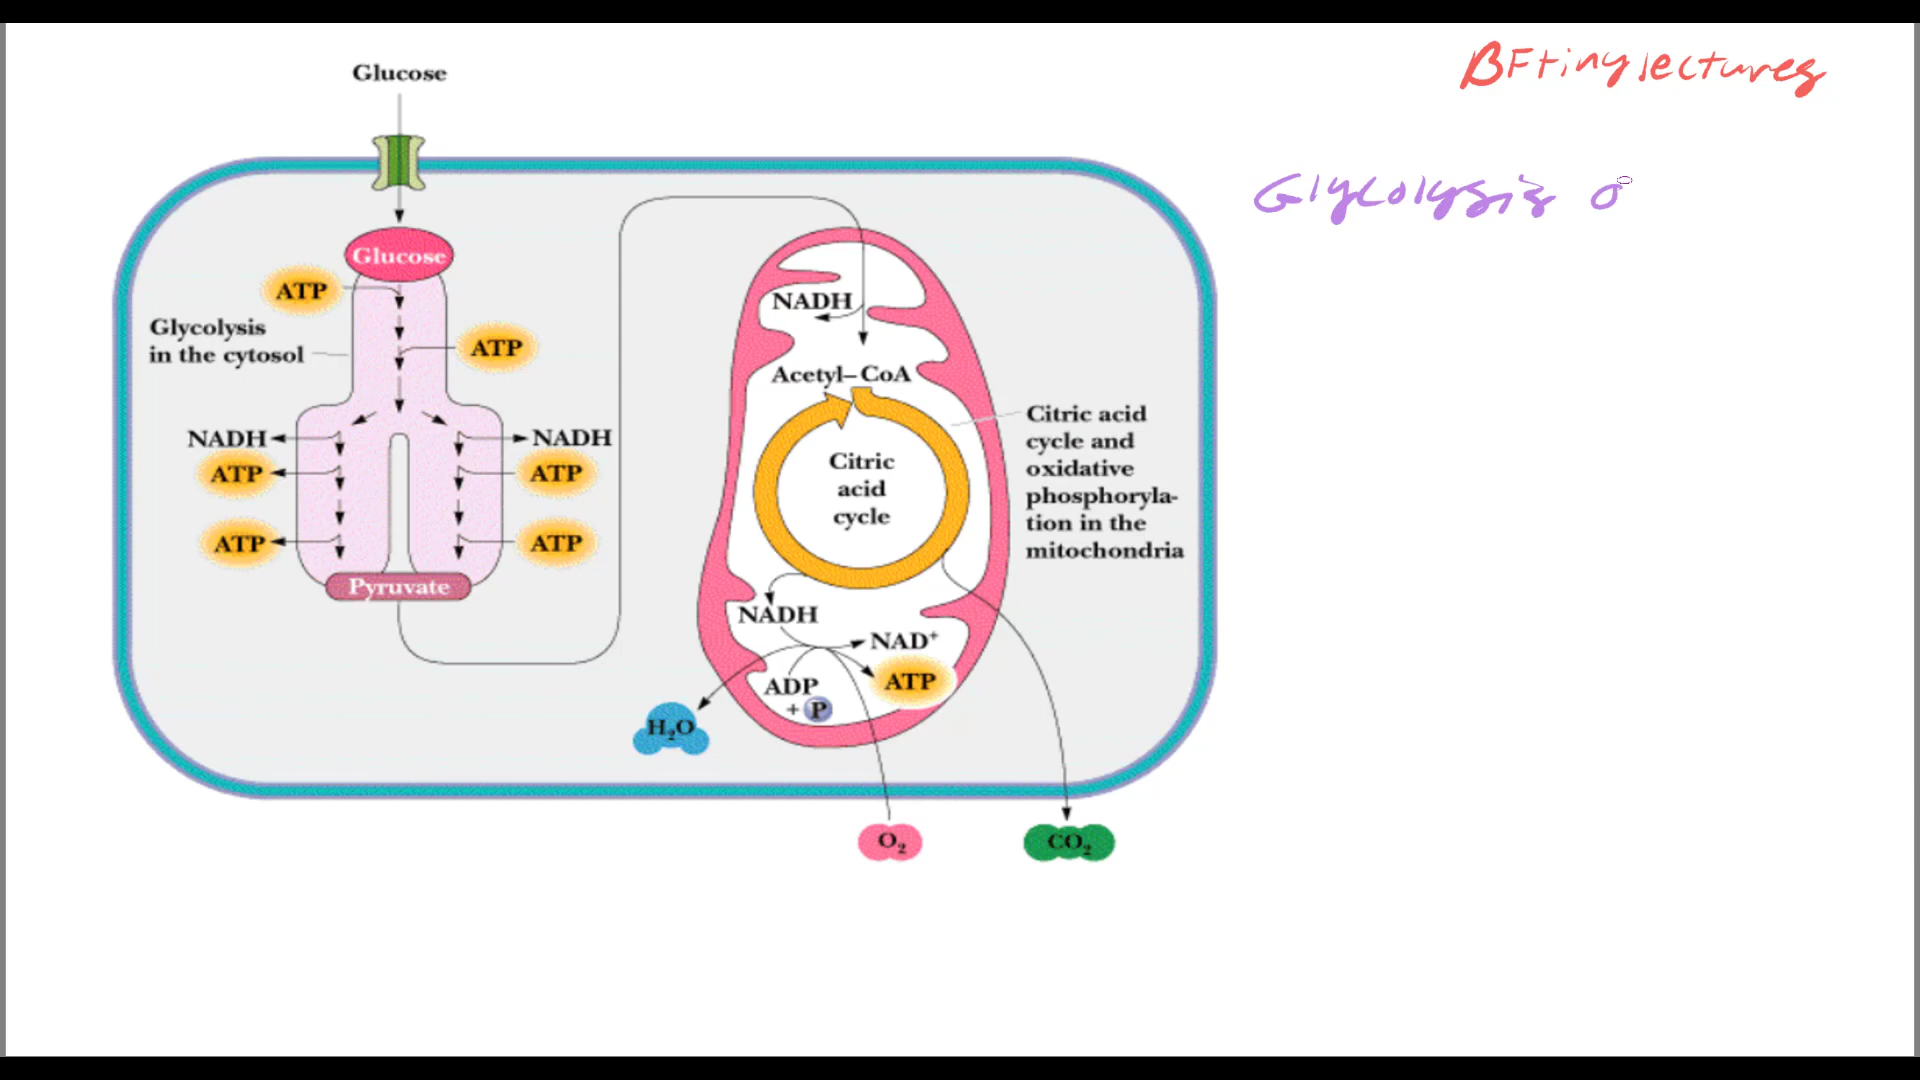 BFtinylectures
Glycolysis o
Glucose
Glucose
ATP
Glycolysis
in the cytosol
ATP
NADH
NADH
ATP
ATP
ATP
ATP
Pyruvate
NADH
Acetyl–CoA
Citric
acid
cycle
Citric acid
cycle and
oxidative
phosphoryla-
tion in the
mitochondria
NADH
NAD⁺
ADP
+ P
ATP
H₂O
O₂
CO₂